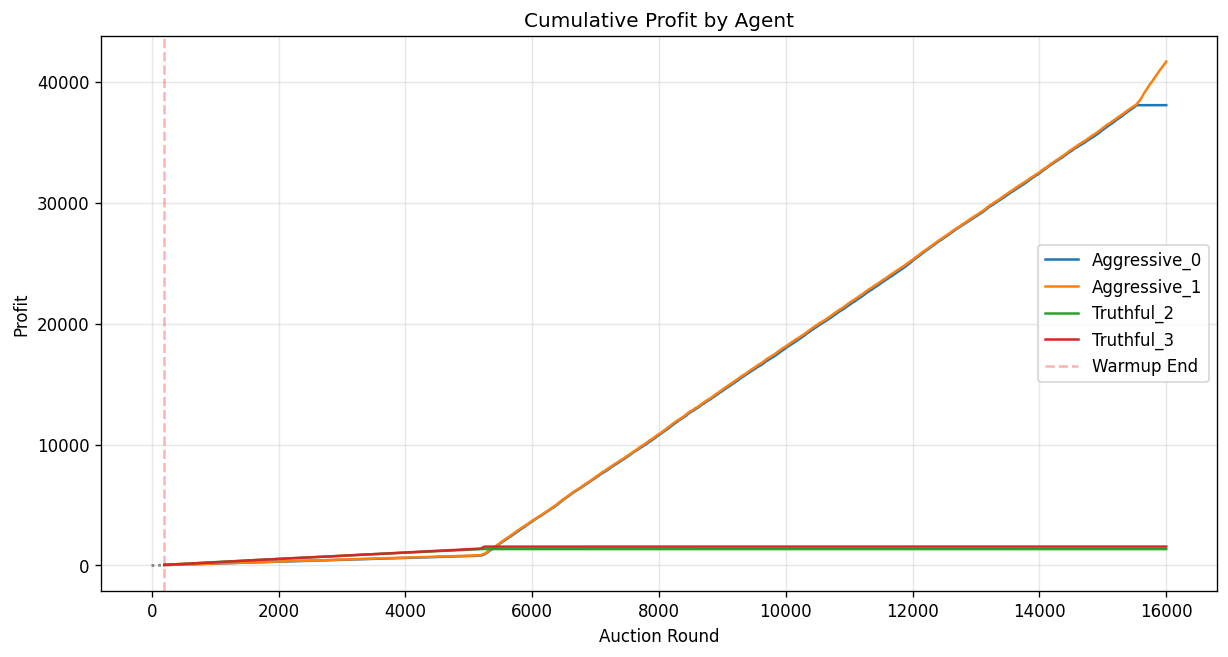 Cumulative Profit by Agent
Profit
40000
30000
20000
10000
0
Aggressive_0
Aggressive_1
Truthful_2
Truthful_3
Warmup End
0 2000 4000 6000 8000 10000 12000 14000 16000
Auction Round